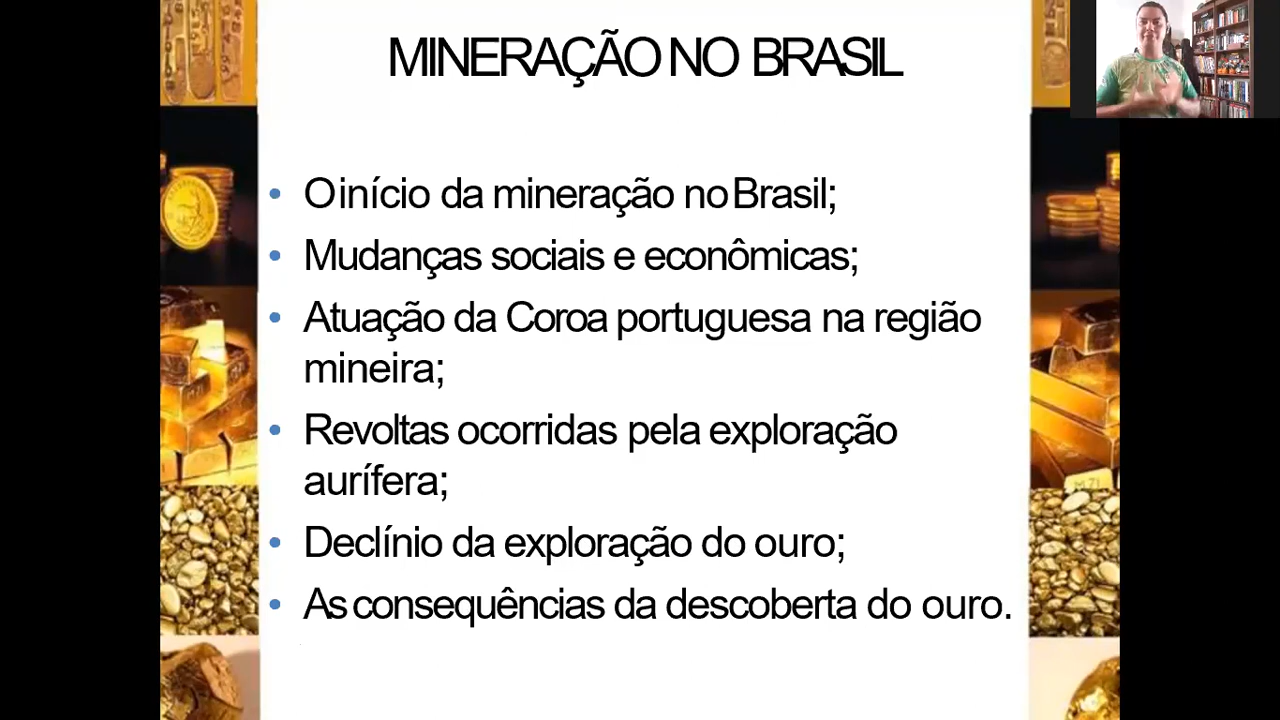 MINERAÇÃO NO BRASIL
• O início da mineração no Brasil;
• Mudanças sociais e econômicas;
• Atuação da Coroa portuguesa na região
mineira;
• Revoltas ocorridas pela exploração
aurífera;
• Declínio da exploração do ouro;
• As consequências da descoberta do ouro.